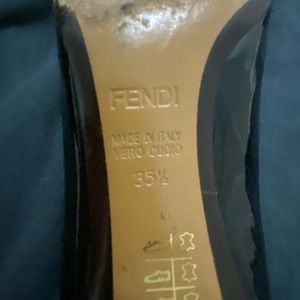 FENDI
MADE IN ITALY
VERO CUOIO
35½